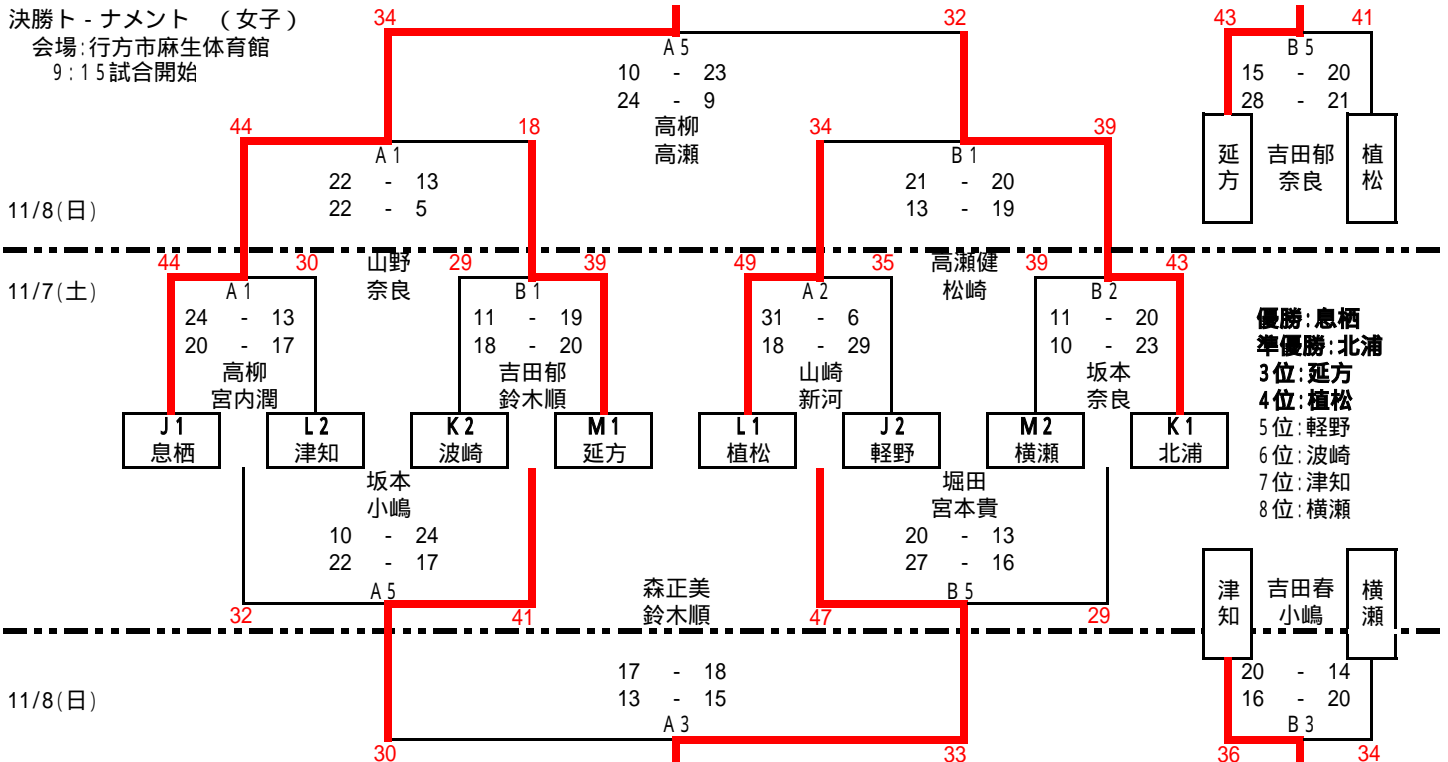 決勝ト-ナメント （女子）
会場:行方市麻生体育館
9:15試合開始
34 32
A5
10 - 23
24 - 9
高柳
高瀬
43 41
B5
15 - 20
28 - 21
延方 吉田郁 植松
奈良
44 18
A1
22 - 13
22 - 5
34 39
B1
21 - 20
13 - 19
11/8(日)
山野
奈良
高瀬健
松崎
11/7(土)
44 30
A1
24 - 13
20 - 17
高柳
宮内潤
29 39
B1
11 - 19
18 - 20
吉田郁
鈴木順
49 35
A2
31 - 6
18 - 29
山崎
新河
39 43
B2
11 - 20
10 - 23
坂本
奈良
優勝:息栖
準優勝:北浦
3位:延方
4位:植松
5位:軽野
6位:波崎
7位:津知
8位:横瀬
J1 L2 K2 M1 L1 J2 M2 K1
息栖 津知 波崎 延方 植松 軽野 横瀬 北浦
坂本
小嶋
10 - 24
22 - 17
A5
32 41
堀田
宮本貴
20 - 13
27 - 16
B5
47 29
森正美
鈴木順
17 - 18
13 - 15
A3
30 33
11/8(日)
津知 吉田春 横瀬
小嶋
20 - 14
16 - 20
B3
36 34